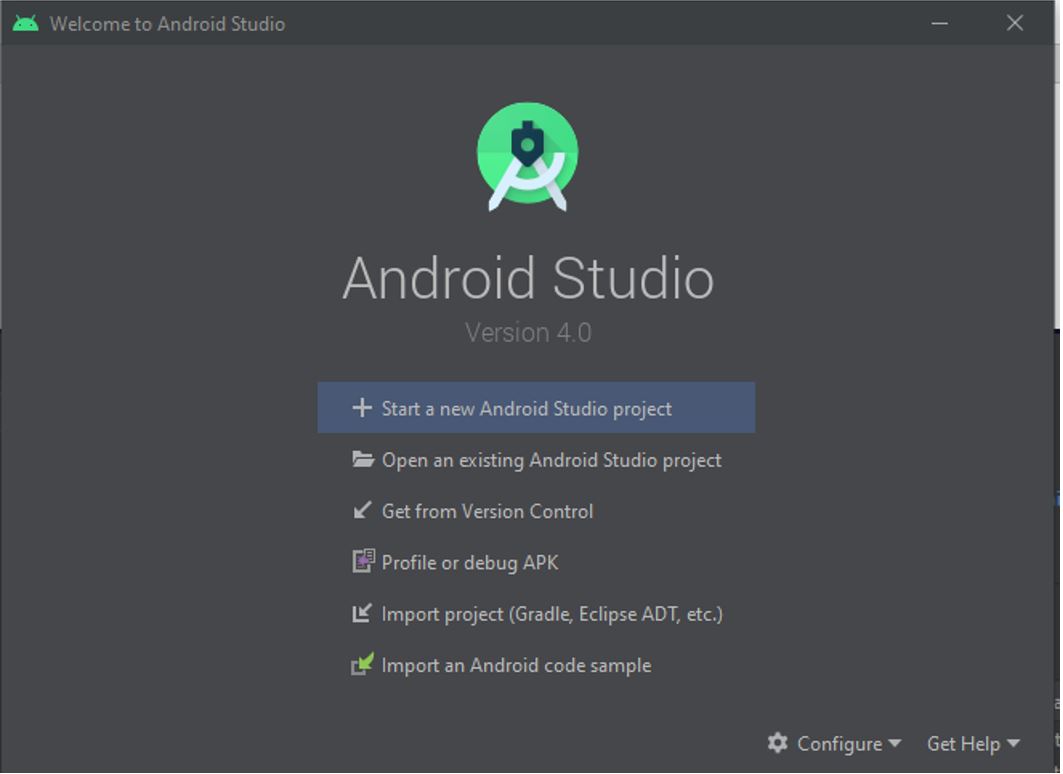 Welcome to Android Studio
Android Studio
Version 4.0
Start a new Android Studio project
Open an existing Android Studio project
Get from Version Control
Profile or debug APK
Import project (Gradle, Eclipse ADT, etc.)
Import an Android code sample
Configure
Get Help